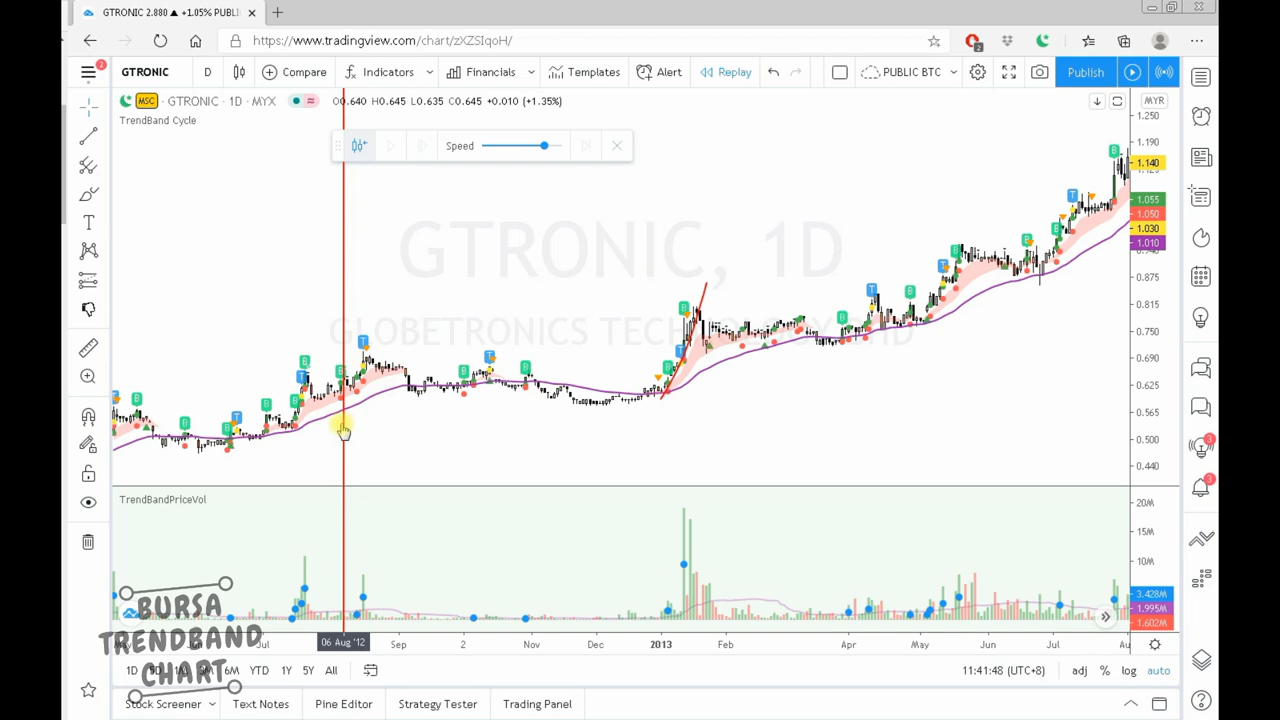 GTRONIC 2.880 ▲ +1.05% PUBLI
https://www.tradingview.com/chart/zXZSIqoH/
2
2
GTRONIC D Compare Indicators Financials Templates Alert Replay PUBLIC BTC Publish
MSC · GTRONIC · 1D · MYX O0.640 H0.645 L0.635 C0.645 +0.010 (+1.35%) MYR
TrendBand Cycle
Speed
GTRONIC, 1D
1.250
1.190
1.140
1.055
1.050
1.030
1.010
0.875
0.815
0.750
0.690
0.625
0.565
0.500
0.440
3
3
TrendBandPriceVol
20M
15M
10M
3.428M
1.995M
1.602M
06 Aug '12 Sep 2 Nov Dec 2013 Feb Apr May Jun Jul Au
1D 6M YTD 1Y 5Y All 11:41:48 (UTC+8) adj % log auto
BURSA
TRENDBAND
CHART
Stock Screener Text Notes Pine Editor Strategy Tester Trading Panel